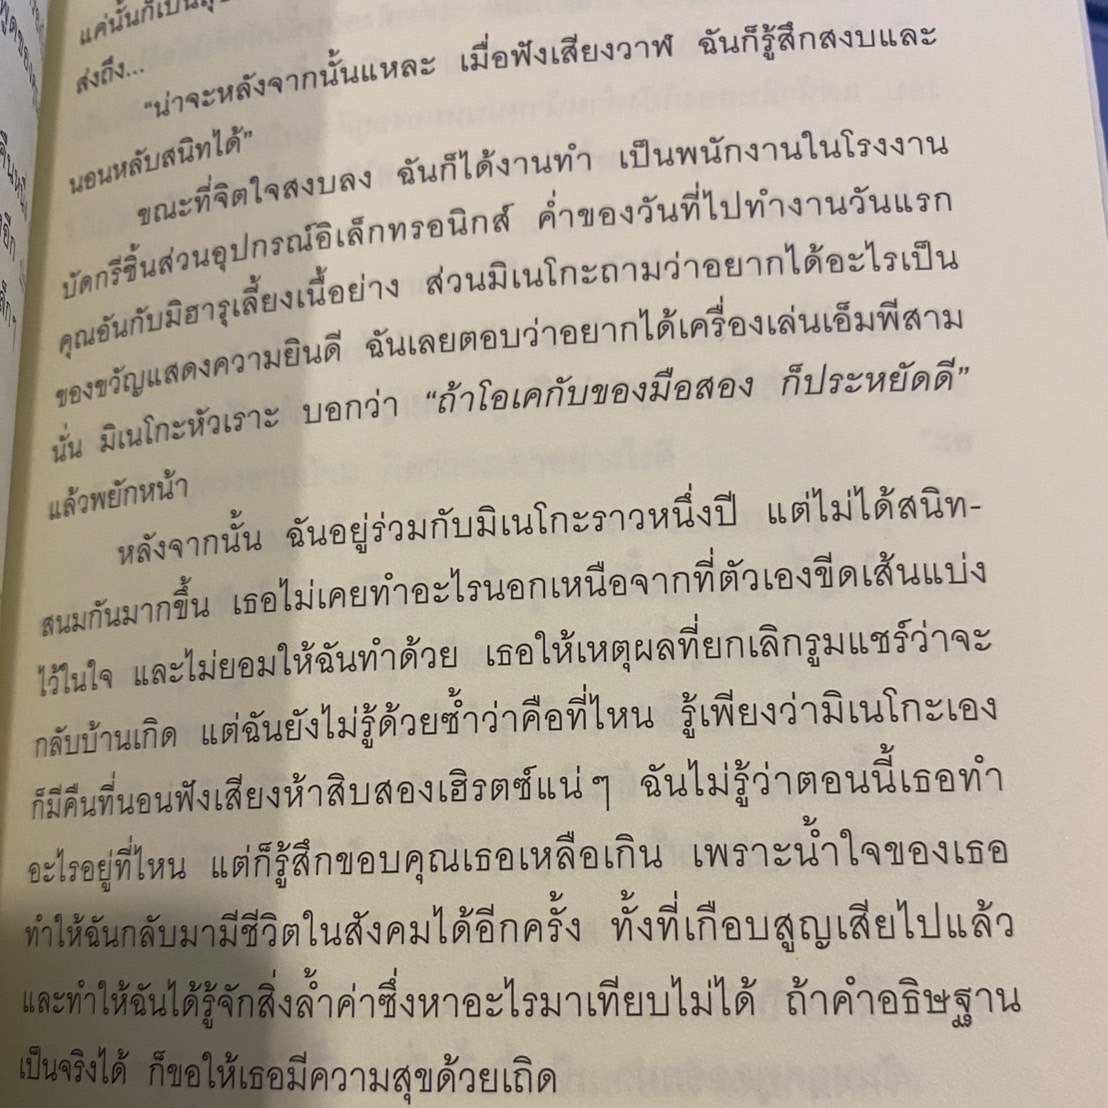 แค่นั้นก็เป็น
ส่งถึง...
“น่าจะหลังจากนั้นแหละ เมื่อฟังเสียงวาฬ ฉันก็รู้สึกสงบและ
นอนหลับสนิทได้”
ขณะที่จิตใจสงบลง ฉันก็ได้งานทำ เป็นพนักงานในโรงงาน
บัดกรีชิ้นส่วนอุปกรณ์อิเล็กทรอนิกส์ ค่ำของวันที่ไปทำงานวันแรก
คุณอันกับมิฮารุเลี้ยงเนื้อย่าง ส่วนมิเนโกะถามว่าอยากได้อะไรเป็น
ของขวัญแสดงความยินดี ฉันเลยตอบว่าอยากได้เครื่องเล่นเอ็มพีสาม
นั่น มิเนโกะหัวเราะ บอกว่า “ถ้าโอเคกับของมือสอง ก็ประหยัดดี”
แล้วพยักหน้า
หลังจากนั้น ฉันอยู่ร่วมกับมิเนโกะราวหนึ่งปี แต่ไม่ได้สนิท-
สนมกันมากขึ้น เธอไม่เคยทำอะไรนอกเหนือจากที่ตัวเองขีดเส้นแบ่ง
ไว้ในใจ และไม่ยอมให้ฉันทำด้วย เธอให้เหตุผลที่ยกเลิกรูมแชร์ว่าจะ
กลับบ้านเกิด แต่ฉันยังไม่รู้ด้วยซ้ำว่าคือที่ไหน รู้เพียงว่ามิเนโกะเอง
ก็มีคืนที่นอนฟังเสียงห้าสิบสองเฮิรตซ์แน่ๆ ฉันไม่รู้ว่าตอนนี้เธอทำ
อะไรอยู่ที่ไหน แต่ก็รู้สึกขอบคุณเธอเหลือเกิน เพราะน้ำใจของเธอ
ทำให้ฉันกลับมามีชีวิตในสังคมได้อีกครั้ง ทั้งที่เกือบสูญเสียไปแล้ว
และทำให้ฉันได้รู้จักสิ่งล้ำค่าซึ่งหาอะไรมาเทียบไม่ได้ ถ้าคำอธิษฐาน
เป็นจริงได้ ก็ขอให้เธอมีความสุขด้วยเถิด